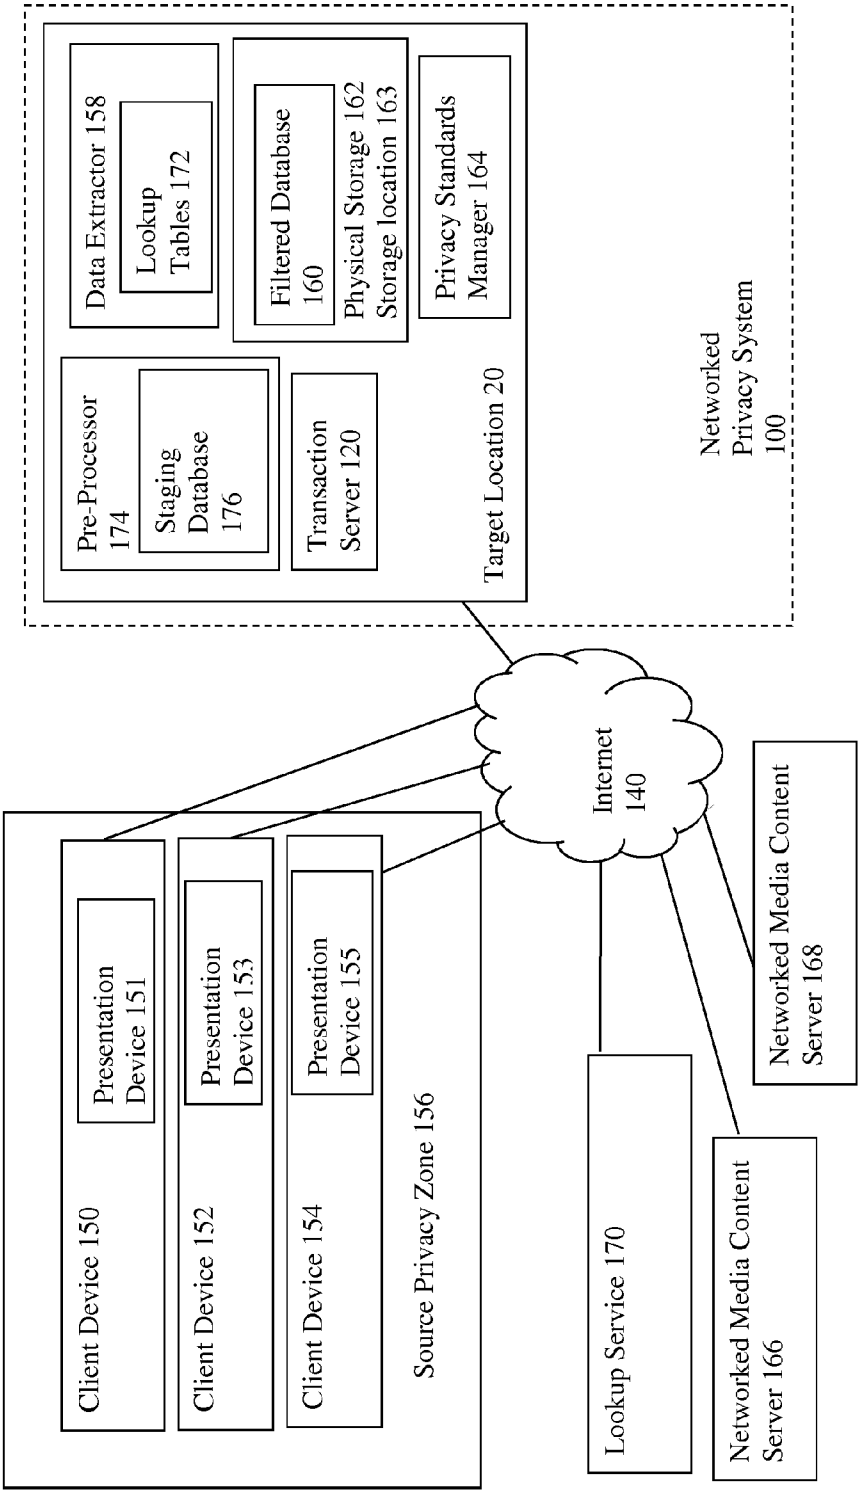 Client Device 150
Presentation
Device 151
Client Device 152
Presentation
Device 153
Client Device 154
Presentation
Device 155
Source Privacy Zone 156
Pre-Processor
174
Staging
Database
176
Data Extractor 158
Lookup
Tables 172
Transaction
Server 120
Filtered Database
160
Physical Storage 162
Storage location 163
Privacy Standards
Manager 164
Target Location 20
Networked
Privacy System
100
Internet
140
Lookup Service 170
Networked Media Content
Server 166
Networked Media Content
Server 168